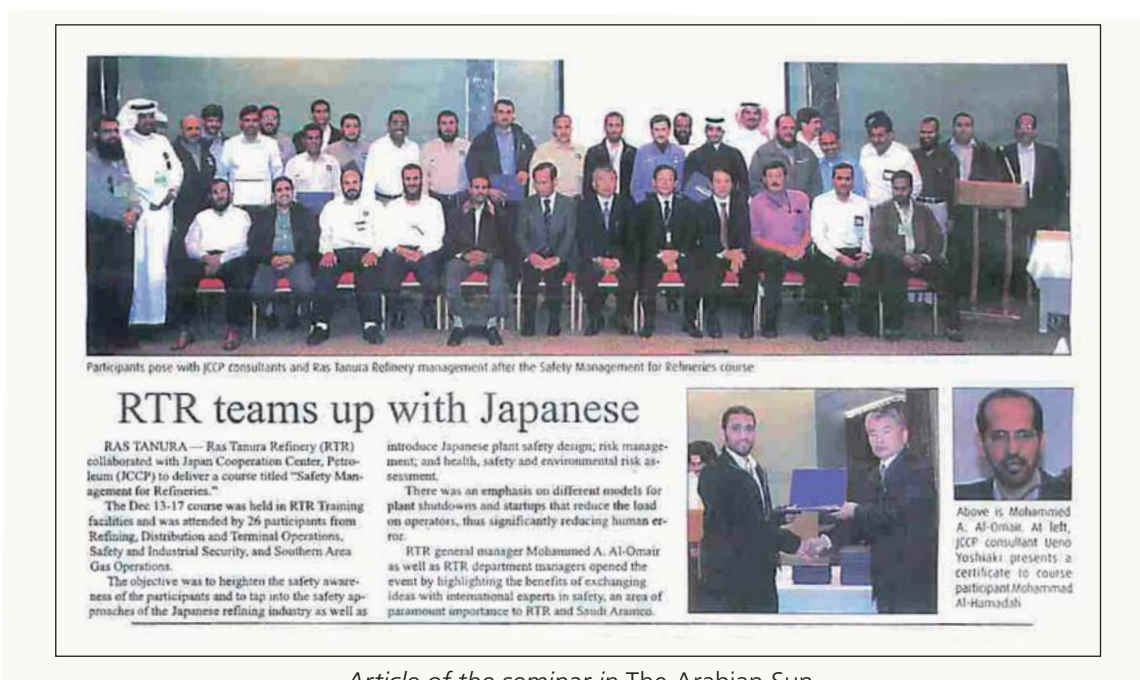 Participants pose with JCCP consultants and Ras Tanura Refinery management after the Safety Management for Refineries course
RTR teams up with Japanese
RAS TANURA — Ras Tanura Refinery (RTR)
collaborated with Japan Cooperation Center, Petro-
leum (JCCP) to deliver a course titled "Safety Man-
agement for Refineries."
The Dec 13-17 course was held in RTR Training
facilities and was attended by 26 participants from
Refining, Distribution and Terminal Operations,
Safety and Industrial Security, and Southern Area
Gas Operations.
The objective was to heighten the safety aware-
ness of the participants and to tap into the safety ap-
proaches of the Japanese refining industry as well as
introduce Japanese plant safety design; risk manage-
ment; and health, safety and environmental risk as-
sessment.
There was an emphasis on different models for
plant shutdowns and startups that reduce the load
on operators, thus significantly reducing human er-
ror.
RTR general manager Mohammed A. Al-Omair
as well as RTR department managers opened the
event by highlighting the benefits of exchanging
ideas with international experts in safety, an area of
paramount importance to RTR and Saudi Aramco.
Above is Mohammed
A. Al-Omair. At left,
JCCP consultant Ueno
Yoshiaki presents a
certificate to course
participant Mohammad
Al-Hamadah
Article of the seminar in The Arabian Sun